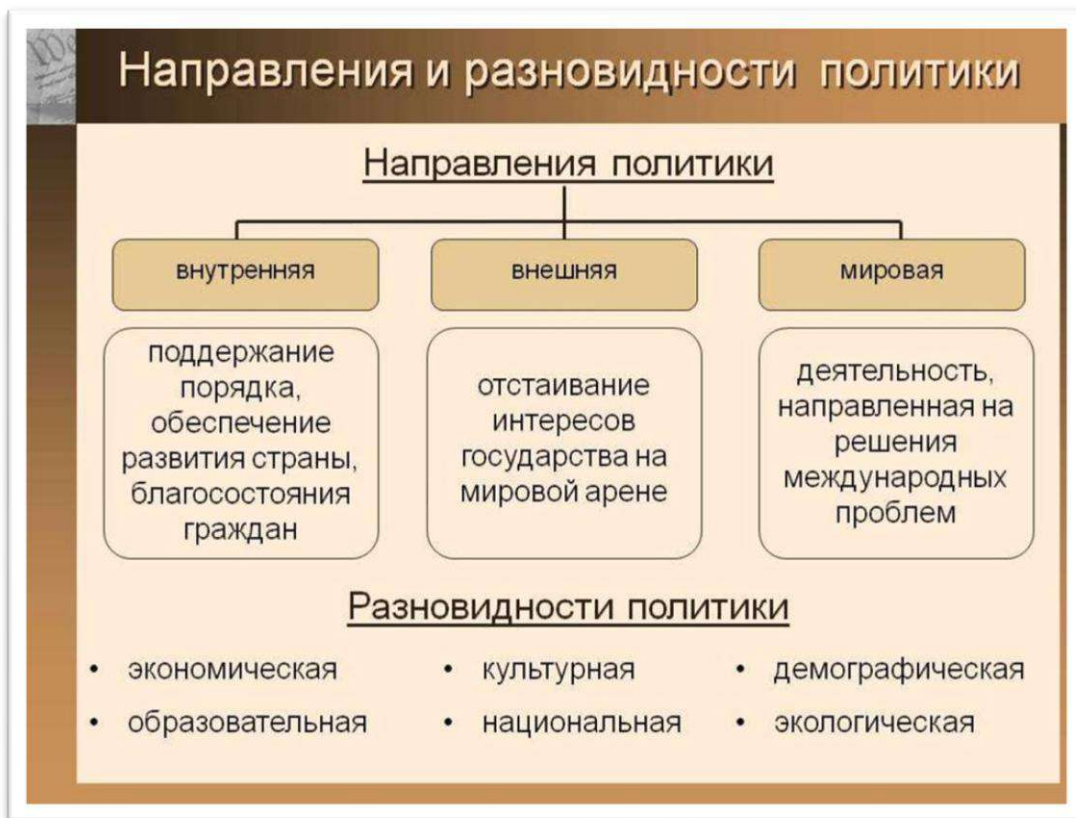 Направления и разновидности политики
Направления политики
внутренняя
внешняя
мировая
поддержание
порядка,
обеспечение
развития страны,
благосостояния
граждан
отстаивание
интересов
государства на
мировой арене
деятельность,
направленная на
решения
международных
проблем
Разновидности политики
• экономическая
• образовательная
• культурная
• национальная
• демографическая
• экологическая